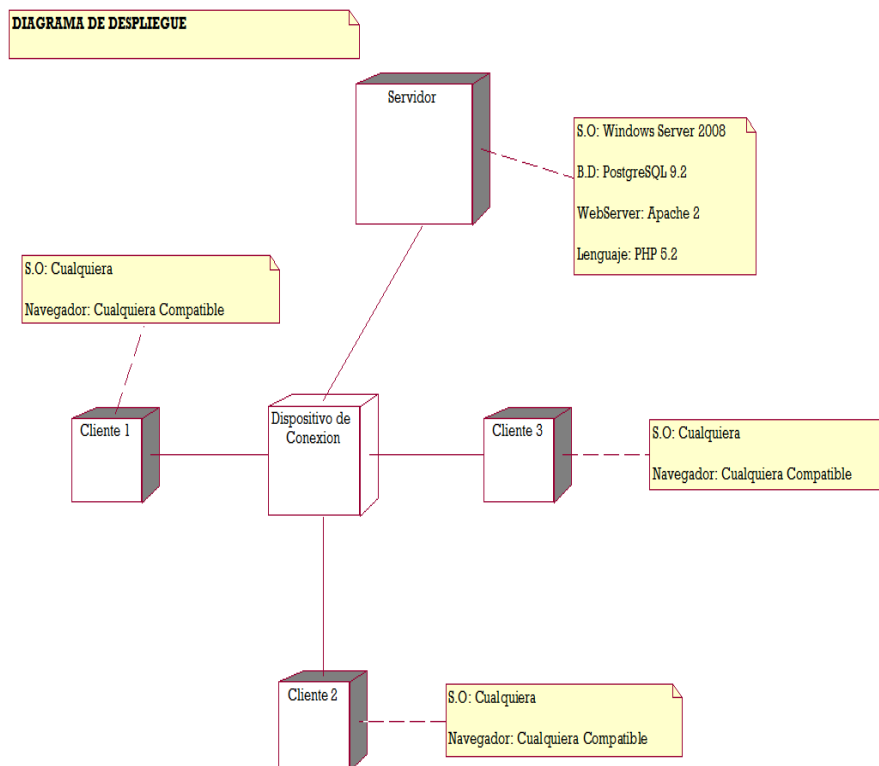 DIAGRAMA DE DESPLIEGUE
Servidor
S.O: Windows Server 2008
B.D: PostgreSQL 9.2
WebServer: Apache 2
Lenguaje: PHP 5.2
S.O: Cualquiera
Navegador: Cualquiera Compatible
Cliente 1
Dispositivo de
Conexion
Cliente 3
S.O: Cualquiera
Navegador: Cualquiera Compatible
Cliente 2
S.O: Cualquiera
Navegador: Cualquiera Compatible